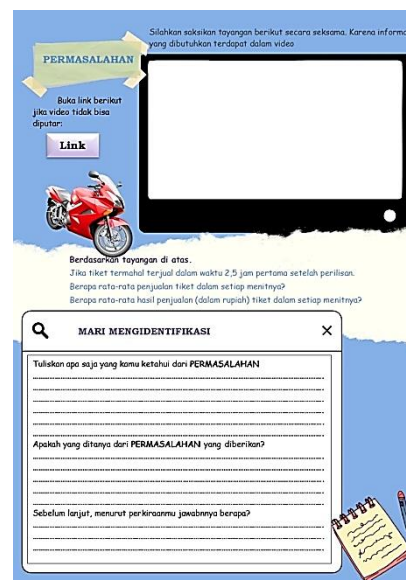 Silahkan saksikan tayangan berikut secara seksama. Karena informa
yang dibutuhkan terdapat dalam video
PERMASALAHAN
Buka link berikut
jika video tidak bisa
diputar:
Link
Berdasarkan tayangan di atas.
Jika tiket termahal terjual dalam waktu 2,5 jam pertama setelah perilisan.
Berapa rata-rata penjualan tiket dalam setiap menitnya?
Berapa rata-rata hasil penjualan (dalam rupiah) tiket dalam setiap menitnya?
MARI MENGIDENTIFIKASI
Tuliskan apa saja yang kamu ketahui dari PERMASALAHAN
Apakah yang ditanya dari PERMASALAHAN yang diberikan?
Sebelum lanjut, menurut perkiraanmu jawabnnya berapa?